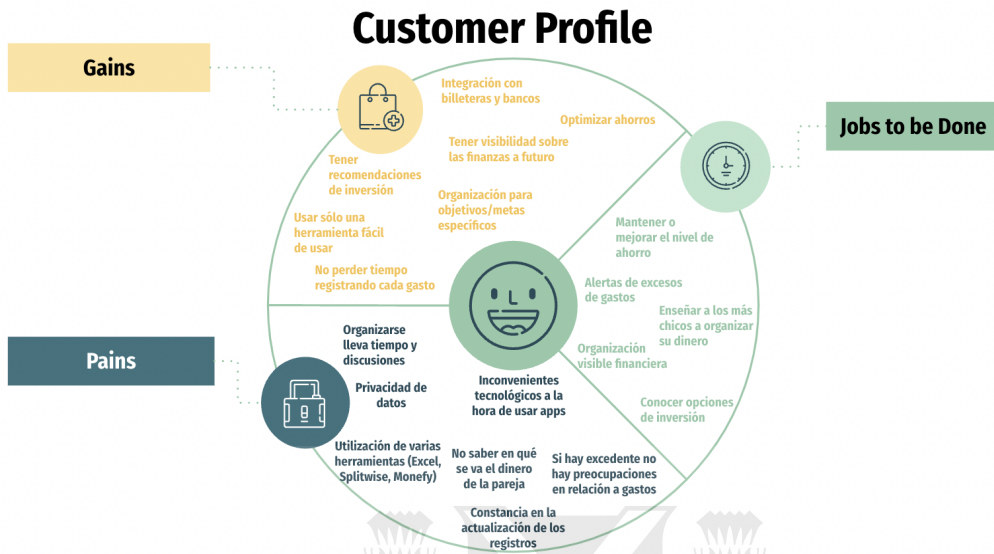 Customer Profile
Gains
Integración con
billeteras y bancos
Optimizar ahorros
Tener visibilidad sobre
las finanzas a futuro
Tener
recomendaciones
de inversión
Organización para
objetivos/metas
específicos
Usar sólo una
herramienta fácil
de usar
No perder tiempo
registrando cada gasto
Jobs to be Done
Mantener o
mejorar el nivel de
ahorro
Alertas de excesos
de gastos
Enseñar a los más
chicos a organizar
su dinero
Organización
visible financiera
Conocer opciones
de inversión
Pains
Organizarse
lleva tiempo y
discusiones
Privacidad de
datos
Inconvenientes
tecnológicos a la
hora de usar apps
Utilización de varias
herramientas (Excel,
Splitwise, Monefy)
No saber en qué
se va el dinero
de la pareja
Si hay excedente no
hay preocupaciones
en relación a gastos
Constancia en la
actualización de los
registros